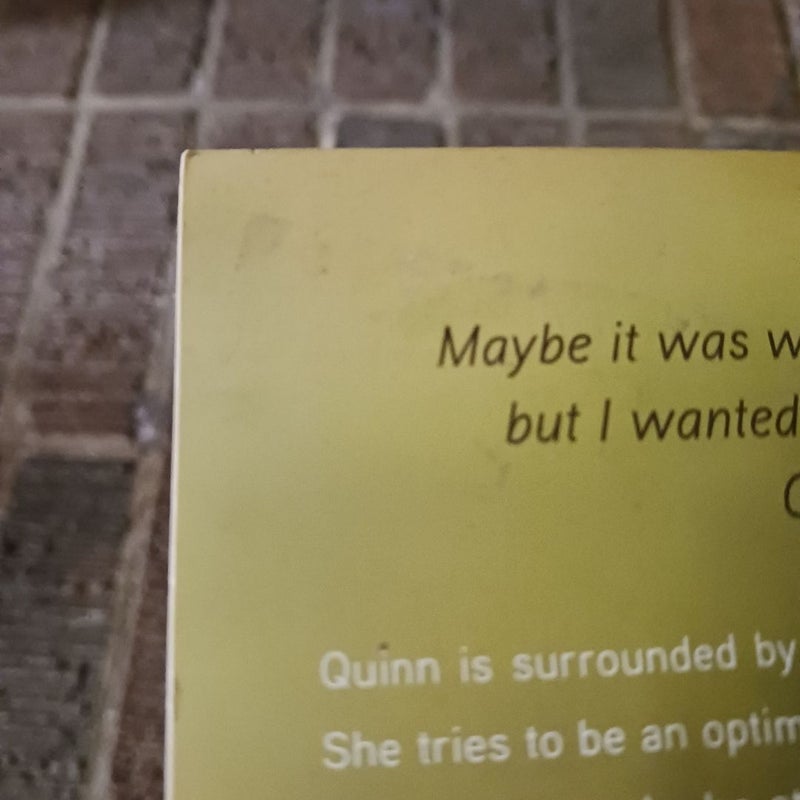 Maybe it was w
but I wanted
Quinn is surrounded by
She tries to be an optim